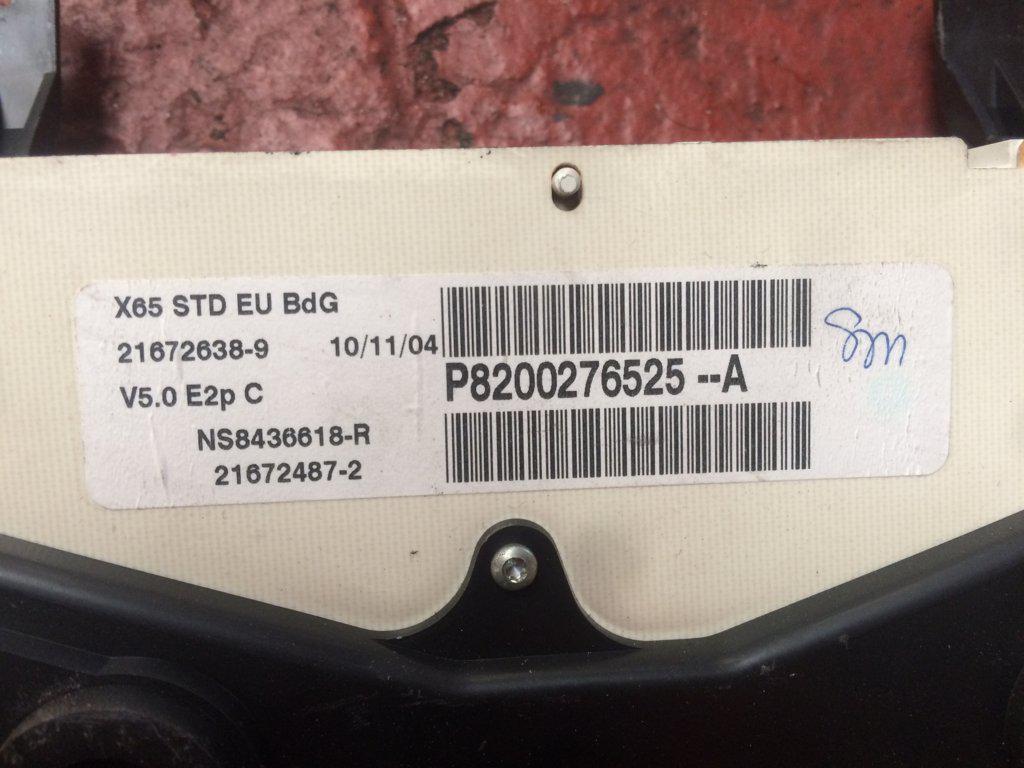 X65 STD EU BdG
21672638-9 10/11/04
V5.0 E2p C
NS8436618-R
21672487-2
P8200276525 --A